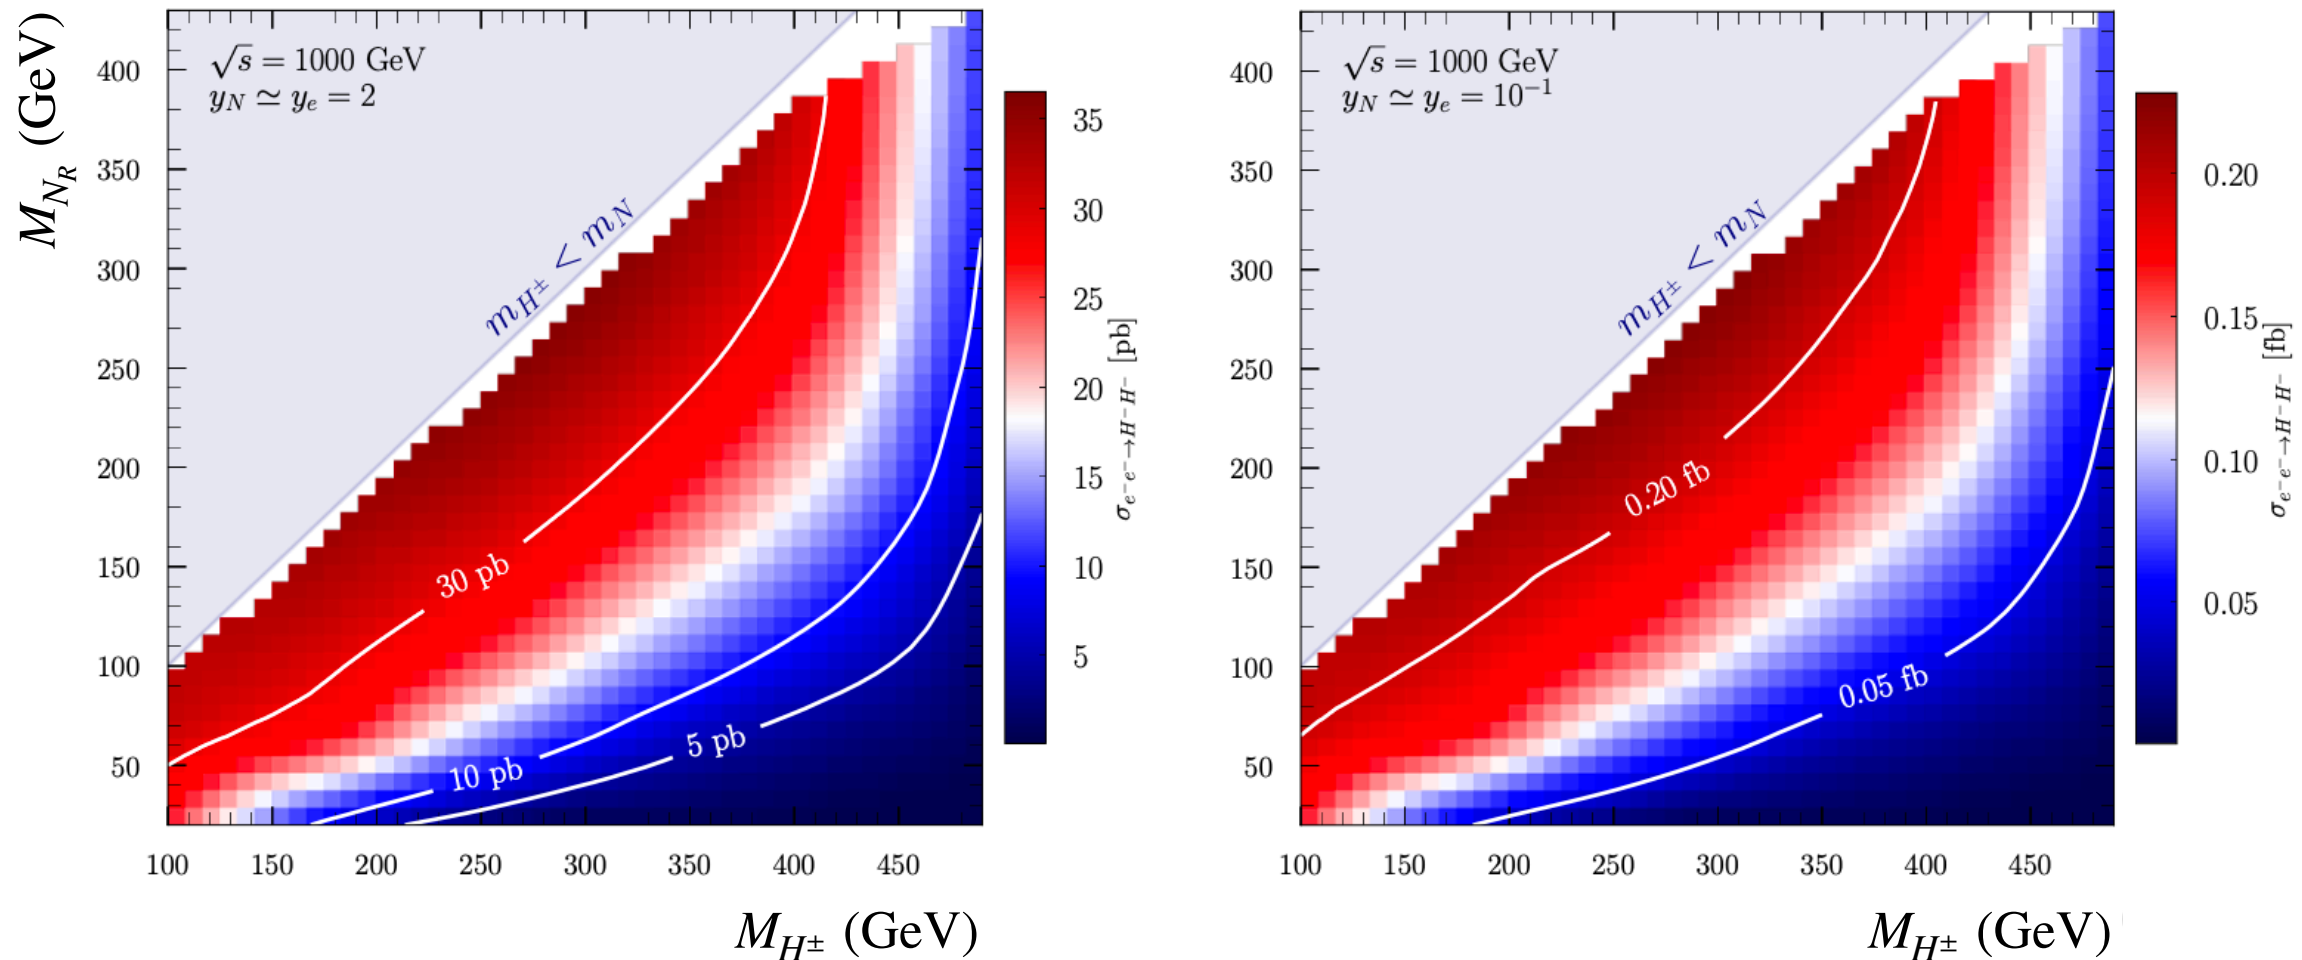 M_{N_R} (GeV)
√s = 1000 GeV
y_N ≃ y_e = 2
m_{H^±} < m_N
30 pb
10 pb
5 pb
400
350
300
250
200
150
100
50
100 150 200 250 300 350 400 450
M_{H^±} (GeV)
35
30
25
20
15
10
5
σ_{e^-e^-→H^-H^-} [pb]
√s = 1000 GeV
y_N ≃ y_e = 10^{-1}
m_{H^±} < m_N
0.20 fb
0.05 fb
400
350
300
250
200
150
100
50
100 150 200 250 300 350 400 450
M_{H^±} (GeV)
0.20
0.15
0.10
0.05
σ_{e^-e^-→H^-H^-} [fb]